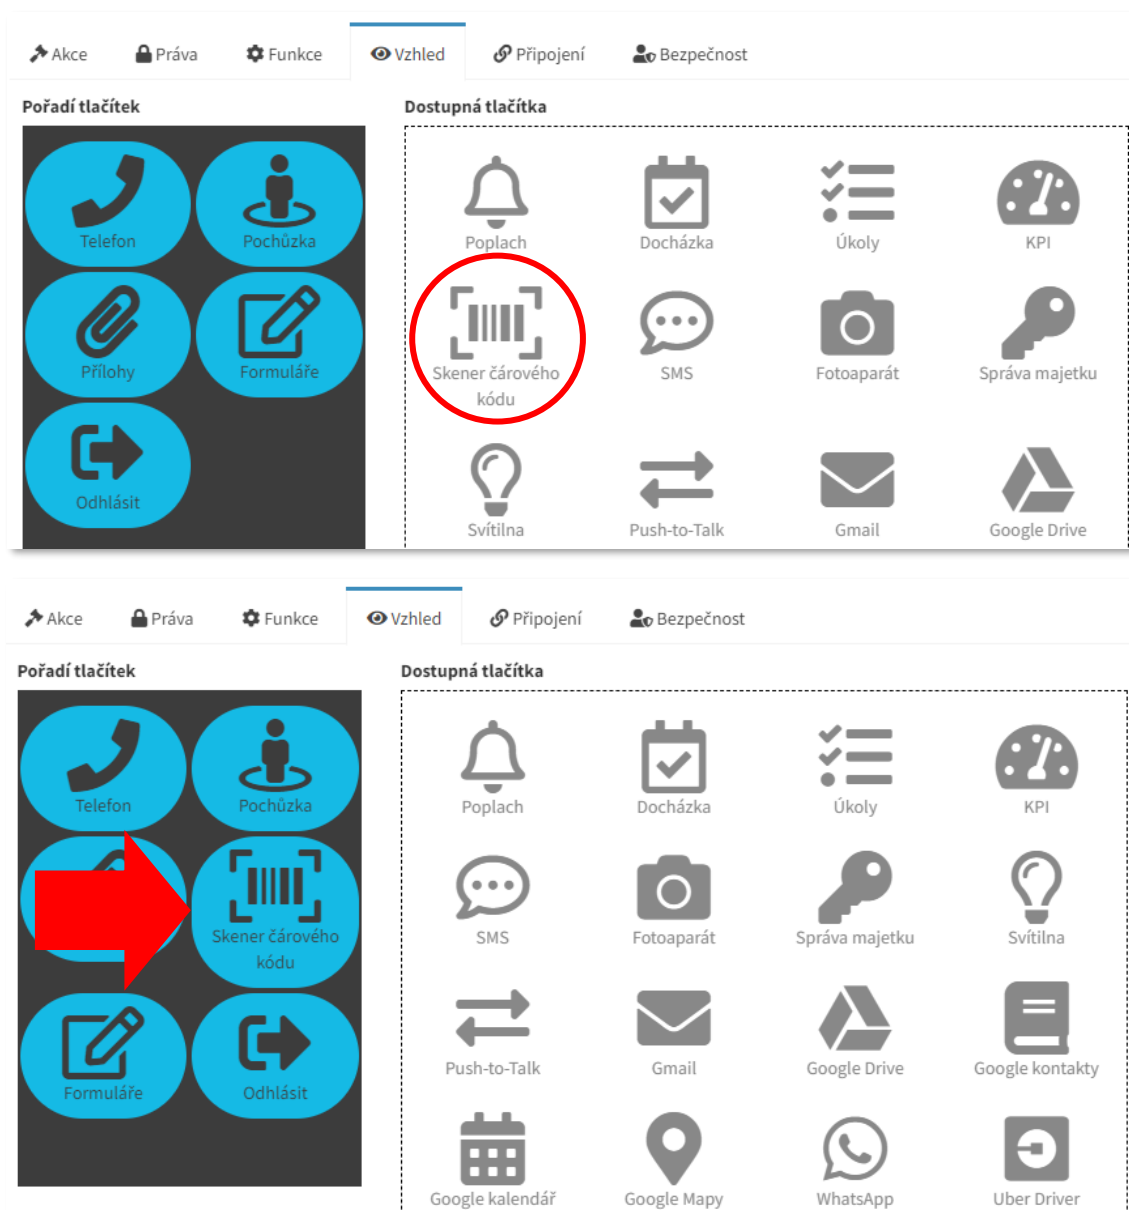 Akce Práva Funkce Vzhled Připojení Bezpečnost
Pořadí tlačítek
Dostupná tlačítka
Telefon Pochůzka
Přílohy Formuláře
Odhlásit
Poplach Docházka Úkoly KPI
Skener čárového kódu SMS Fotoaparát Správa majetku
Svítilna Push-to-Talk Gmail Google Drive
Akce Práva Funkce Vzhled Připojení Bezpečnost
Pořadí tlačítek
Dostupná tlačítka
Telefon Pochůzka
Skener čárového
kódu
Formuláře Odhlásit
Poplach Docházka Úkoly KPI
SMS Fotoaparát Správa majetku Svítilna
Push-to-Talk Gmail Google Drive Google kontakty
Google kalendář Google Mapy WhatsApp Uber Driver